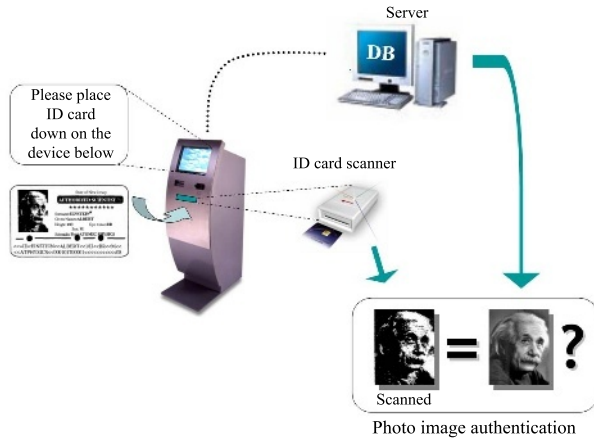 Server
DB
Please place
ID card
down on the
device below
ID card scanner
AUTHORIZED SCIENTIST
= ?
Scanned
Photo image authentication